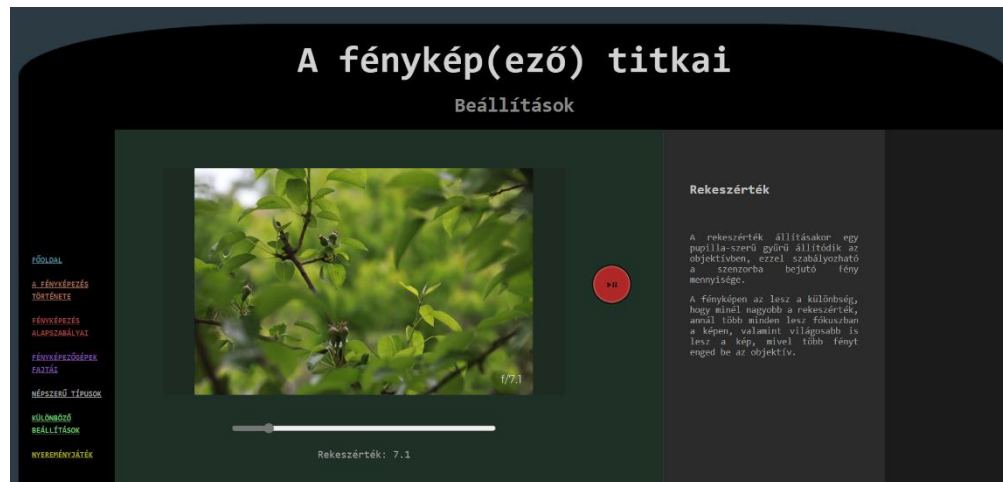 A fénykép(ező) titkai
Beállítások
FŐOLDAL
A FÉNYKÉPEZÉS
TÖRTÉNETE
FÉNYKÉPEZÉS
ALAPSZABÁLYAI
FÉNYKÉPEZŐGÉPEK
FAJTÁI
NÉPSZERŰ TÍPUSOK
KÜLÖNBÖZŐ
BEÁLLÍTÁSOK
NYEREMÉNYJÁTÉK
f/7.1
Rekeszérték: 7.1
Rekeszérték
A rekeszérték állításakor egy
pupilla-szerű gyűrű állítódik az
objektívben, ezzel szabályozható
a szenzorba bejutó fény
mennyisége.
A fényképen az lesz a különbség,
hogy minél nagyobb a rekeszérték,
annál több minden lesz fókuszban
a képen, valamint világosabb is
lesz a kép, mivel több fényt
enged be az objektív.